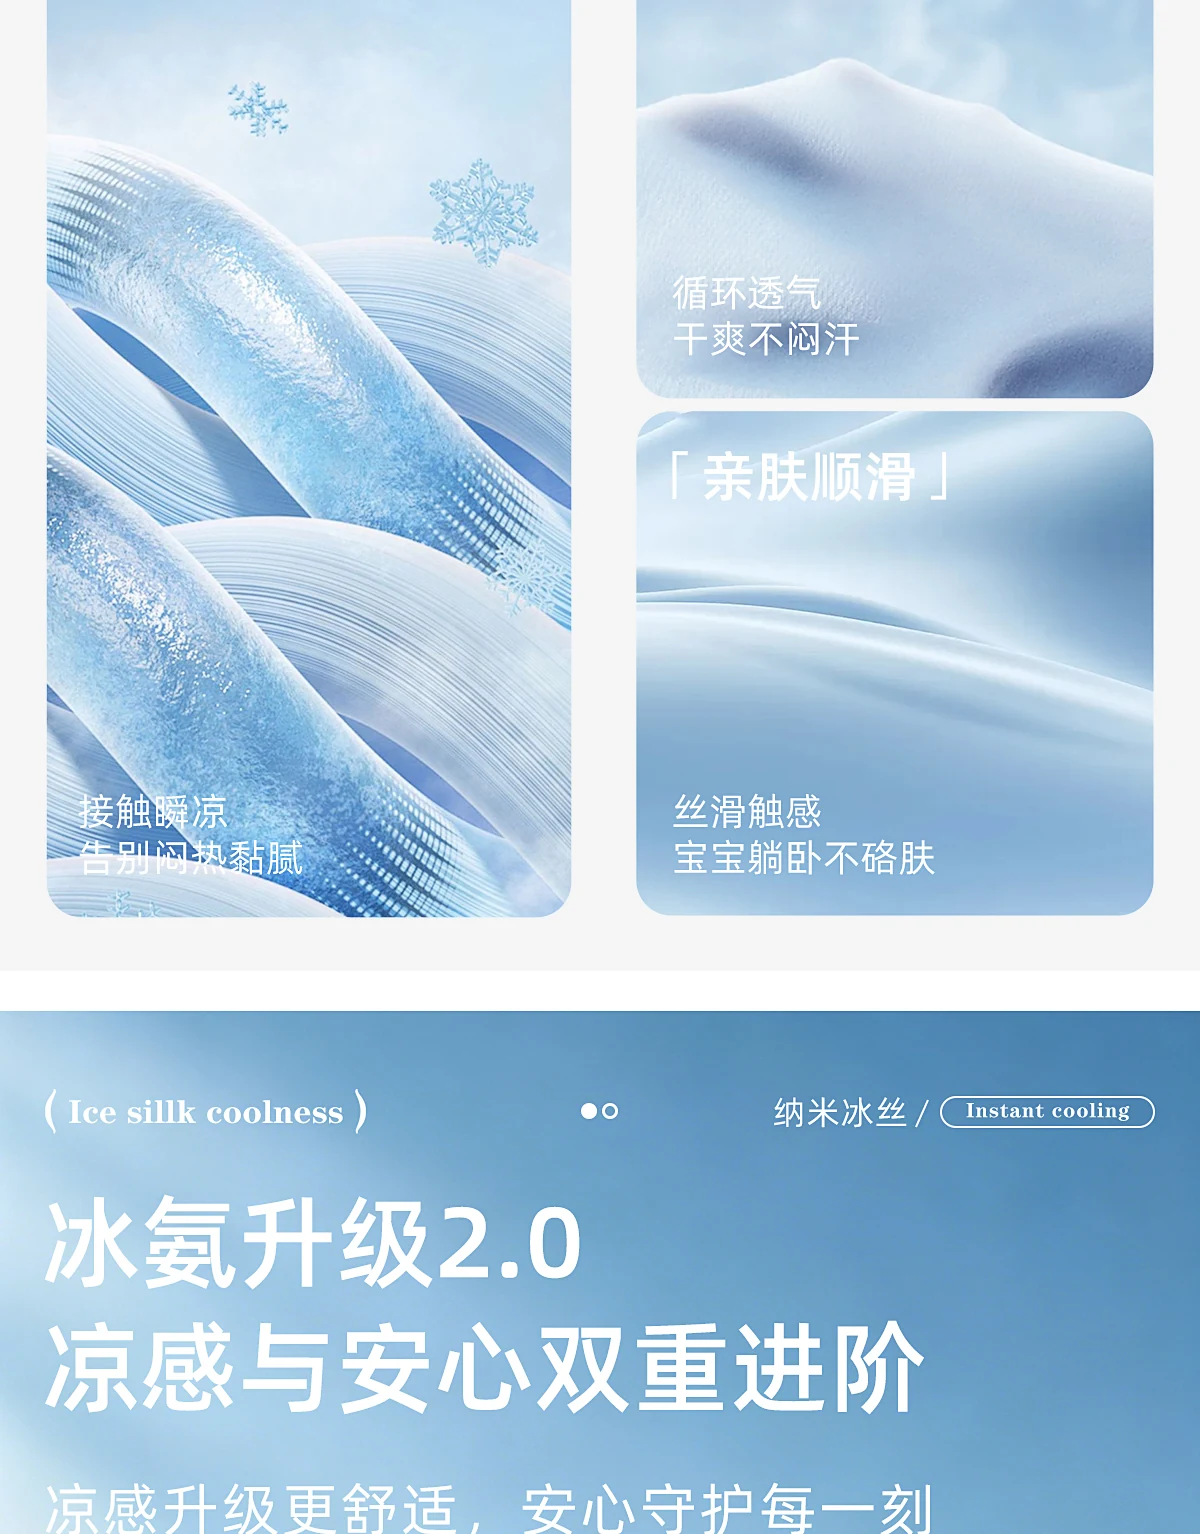 接触瞬凉
告别闷热黏腻
循环透气
干爽不闷汗
「亲肤顺滑」
丝滑触感
宝宝躺卧不硌肤
( Ice sillk coolness )
纳米冰丝 / Instant cooling
冰氨升级2.0
凉感与安心双重进阶
凉感升级更舒适，安心守护每一刻